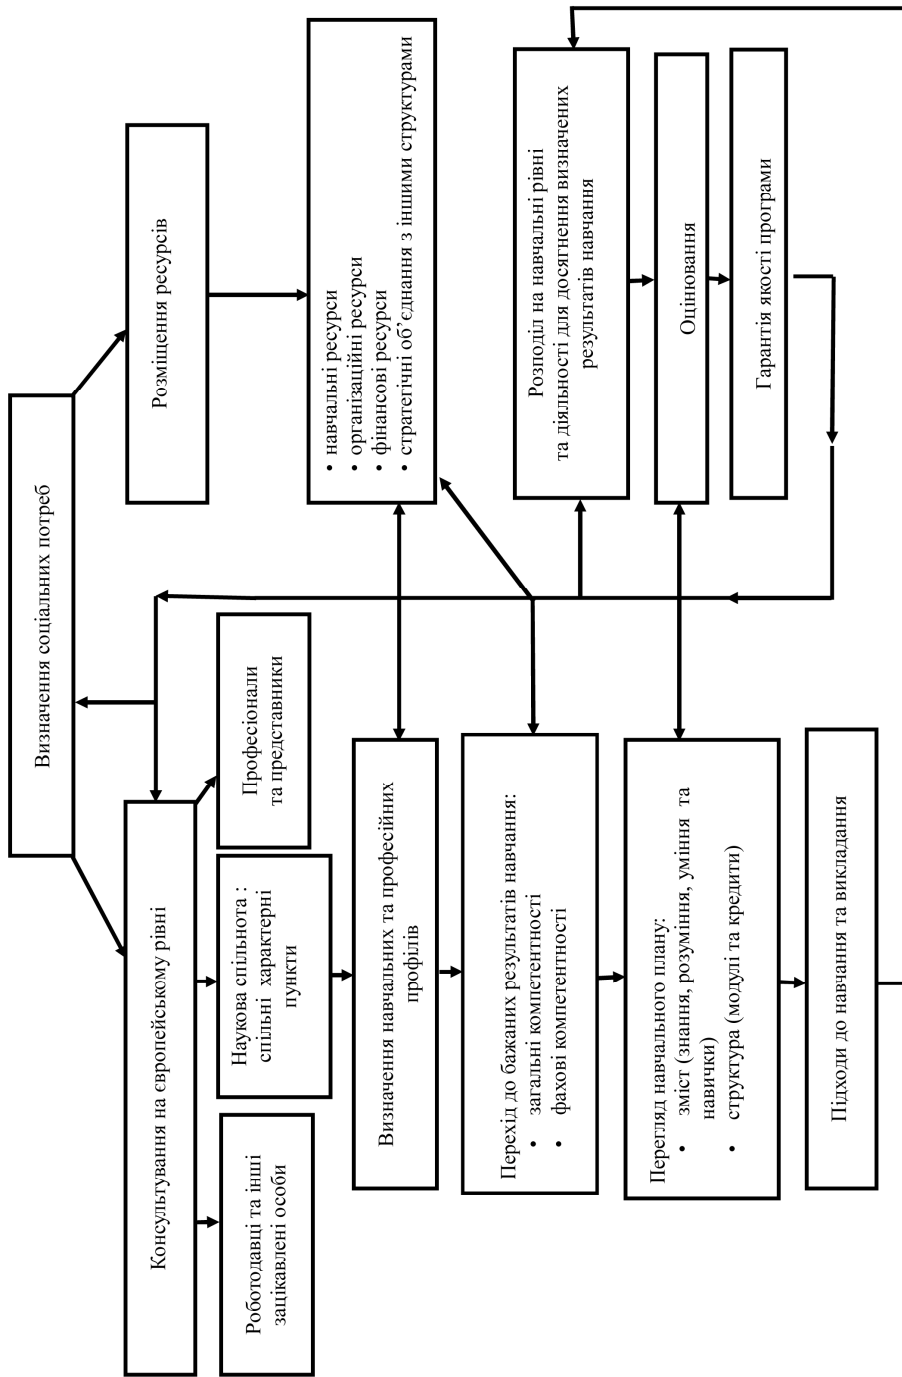 Визначення соціальних потреб
Консультування на європейському рівні
Розміщення ресурсів
Роботодавці та інші
зацікавлені особи
Наукова спільнота :
спільні характерні
пункти
Професіонали
та представники
• навчальні ресурси
• організаційні ресурси
• фінансові ресурси
• стратегічні об’єднання з іншими структурами
Визначення навчальних та професійних
профілів
Перехід до бажаних результатів навчання:
• загальні компетентності
• фахові компетентності
Перегляд навчального плану:
• зміст (знання, розуміння, уміння та
навички)
• структура (модулі та кредити)
Підходи до навчання та викладання
Розподіл на навчальні рівні
та діяльності для досягнення визначених
результатів навчання
Оцінювання
Гарантія якості програми